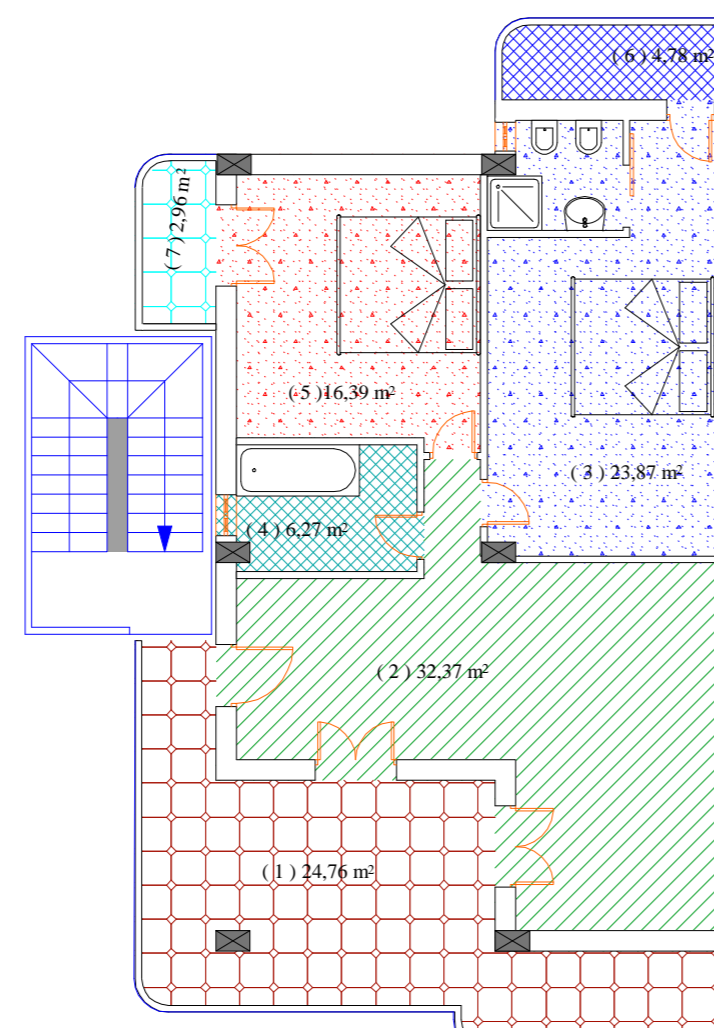 ( 6 ) 4,78 m²
( 7 ) 2,96 m²
( 5 )16,39 m²
( 3 ) 23,87 m²
( 4 ) 6,27 m²
( 2 ) 32,37 m²
( 1 ) 24,76 m²